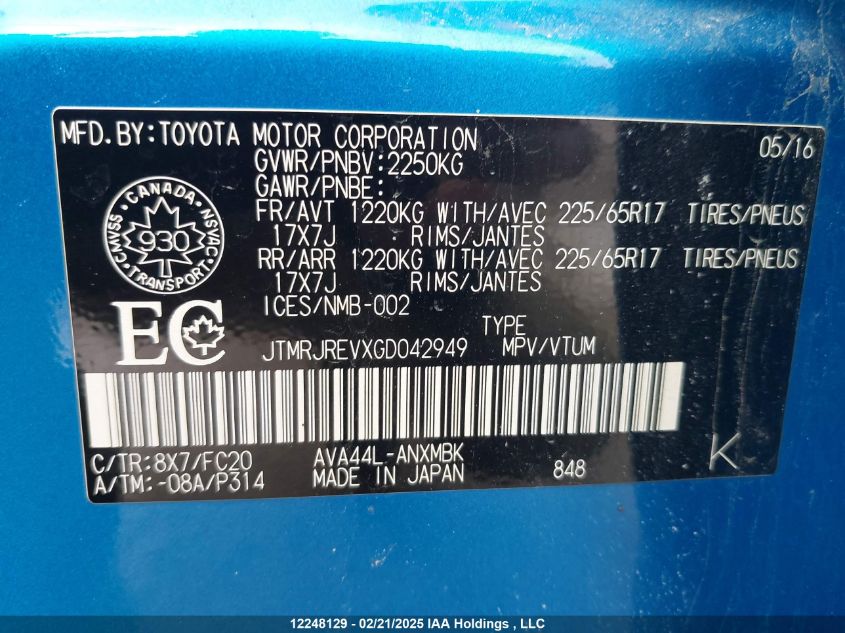 MFD.BY:TOYOTA MOTOR CORPORATION 05/16
GVWR/PNBV:2250KG
GAWR/PNBE:
FR/AVT 1220KG WITH/AVEC 225/65R17 TIRES/PNEUS
17X7J RIMS/JANTES
RR/ARR 1220KG WITH/AVEC 225/65R17 TIRES/PNEUS
17X7J RIMS/JANTES
ICES/NMB-002
CANADA
CMVSS 930 NSVAC
TRANSPORT
EC
TYPE
JTMRJREVXGD042949 MPV/VTUM
C/TR:8X7/FC20 AVA44L-ANXMBK
A/TM:-08A/P314 MADE IN JAPAN 848 K
12248129 - 02/21/2025 IAA Holdings , LLC